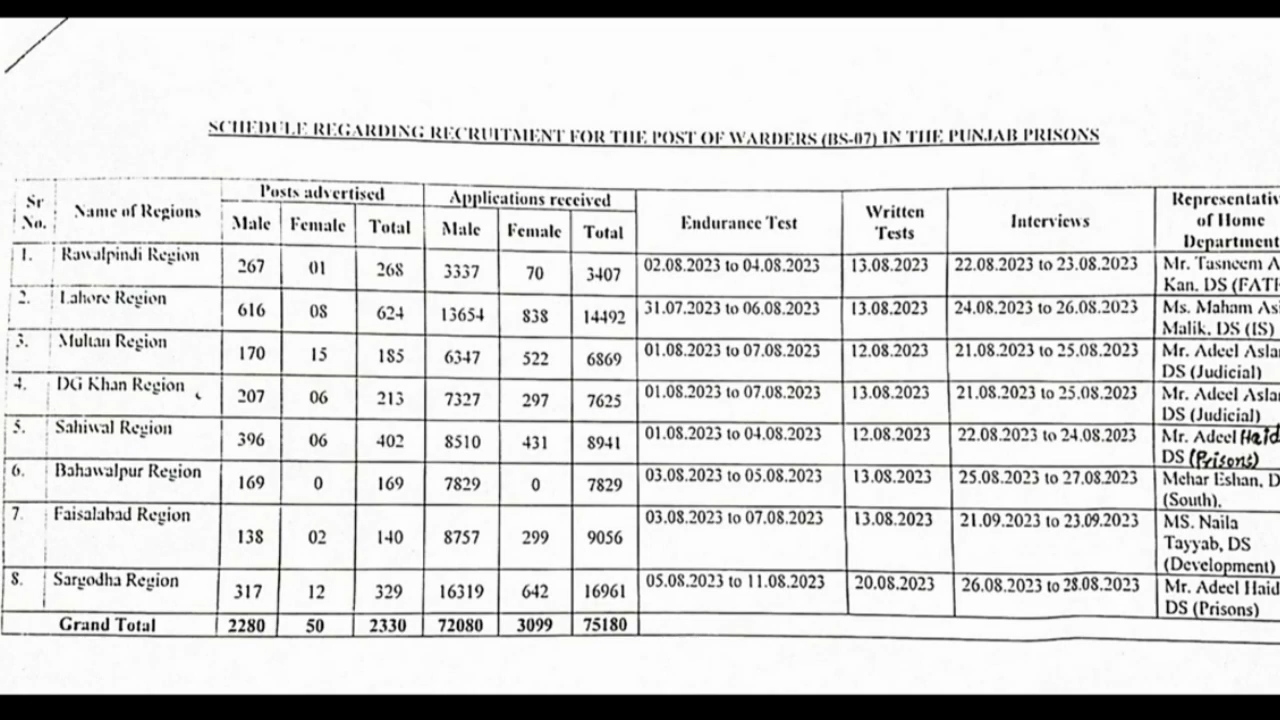 SCHEDULE REGARDING RECRUITMENT FOR THE POST OF WARDERS (BS-07) IN THE PUNJAB PRISONS
Sr No. Name of Regions Posts advertised Applications received Endurance Test Written Tests Interviews Representativ of Home Department
Male Female Total Male Female Total
1. Rawalpindi Region 267 01 268 3337 70 3407 02.08.2023 to 04.08.2023 13.08.2023 22.08.2023 to 23.08.2023 Mr. Tasneem A
Kan, DS (FATF
2. Lahore Region 616 08 624 13654 838 14492 31.07.2023 to 06.08.2023 13.08.2023 24.08.2023 to 26.08.2023 Ms. Maham As
Malik, DS (IS)
3. Multan Region 170 15 185 6347 522 6869 01.08.2023 to 07.08.2023 12.08.2023 21.08.2023 to 25.08.2023 Mr. Adeel Asla
DS (Judicial)
4. DG Khan Region 207 06 213 7327 297 7625 01.08.2023 to 07.08.2023 13.08.2023 21.08.2023 to 25.08.2023 Mr. Adeel Aslar
DS (Judicial)
5. Sahiwal Region 396 06 402 8510 431 8941 01.08.2023 to 04.08.2023 12.08.2023 22.08.2023 to 24.08.2023 Mr. Adeel Haid
DS (Prisons)
6. Bahawalpur Region 169 0 169 7829 0 7829 03.08.2023 to 05.08.2023 13.08.2023 25.08.2023 to 27.08.2023 Mehar Eshan, D
(South),
7. Faisalabad Region 138 02 140 8757 299 9056 03.08.2023 to 07.08.2023 13.08.2023 21.09.2023 to 23.09.2023 MS. Naila
Tayyab, DS
(Development)
8. Sargodha Region 317 12 329 16319 642 16961 05.08.2023 to 11.08.2023 20.08.2023 26.08.2023 to 28.08.2023 Mr. Adeel Haid
DS (Prisons)
Grand Total 2280 50 2330 72080 3099 75180